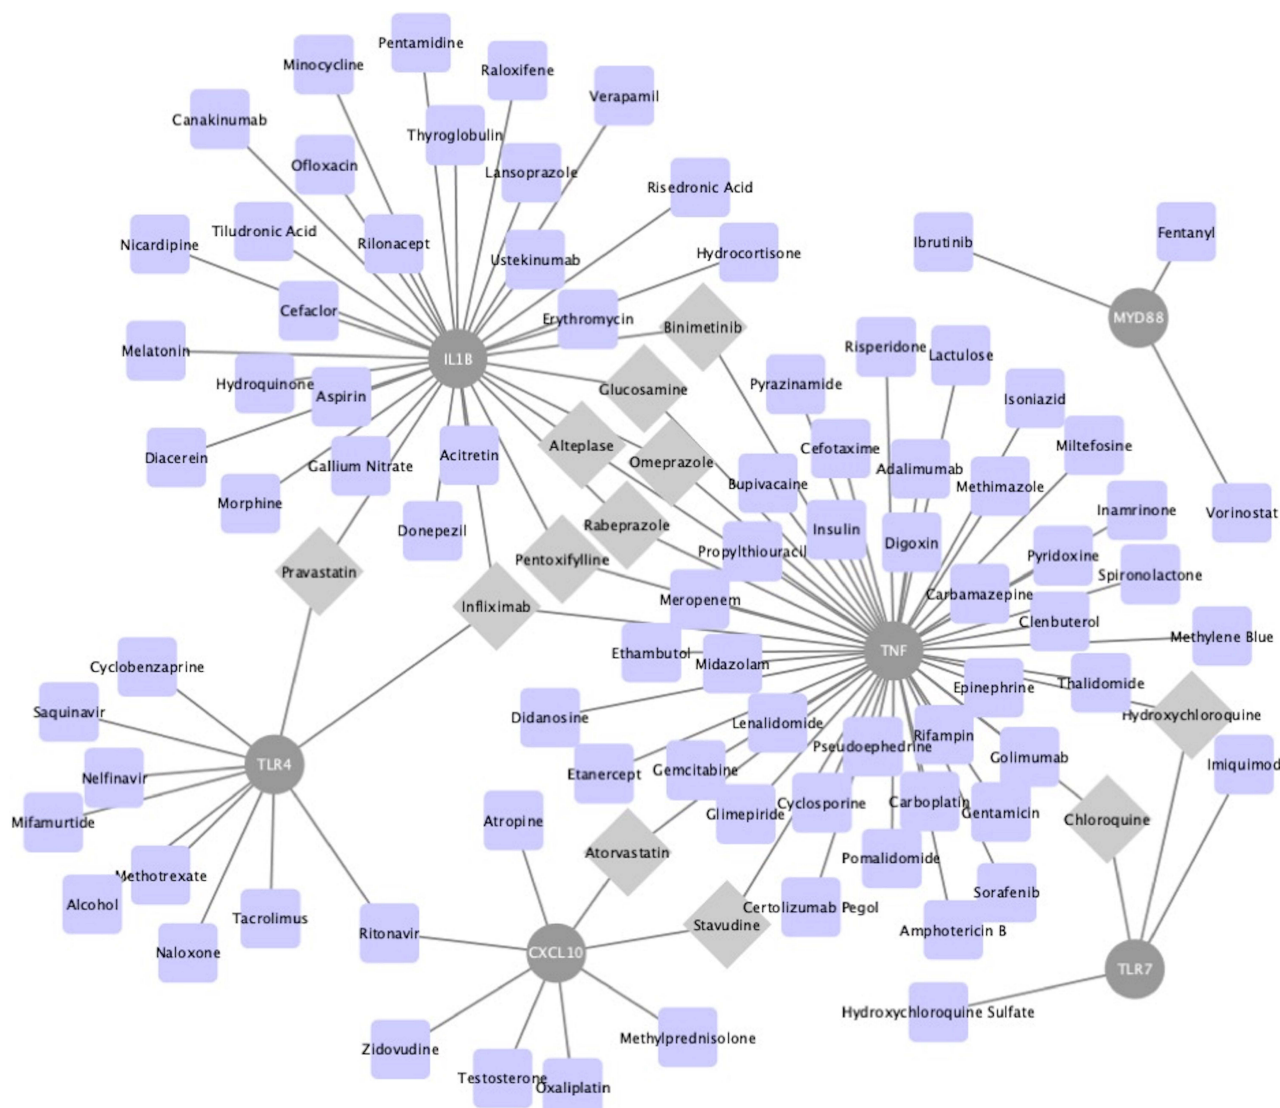 Pentamidine
Minocycline
Raloxifene
Verapamil
Canakinumab
Thyroglobulin
Ofloxacin
Lansoprazole
Risedronic Acid
Tiludronic Acid
Nicardipine
Rilonacept
Ustekinumab
Hydrocortisone
Ibrutinib
Fentanyl
Cefaclor
Erythromycin
Binimetinib
MYD88
Melatonin
IL1B
Risperidone
Lactulose
Hydroquinone
Aspirin
Glucosamine
Pyrazinamide
Isoniazid
Diacerein
Gallium Nitrate
Acitretin
Alteplase
Omeprazole
Cefotaxime
Adalimumab
Miltefosine
Bupivacaine
Methimazole
Morphine
Donepezil
Rabeprazole
Insulin
Digoxin
Inamrinone
Vorinostat
Pravastatin
Pentoxifylline
Propylthiouracil
Pyridoxine
Spironolactone
Infliximab
Meropenem
Carbamazepine
Clenbuterol
Methylene Blue
Cyclobenzaprine
Ethambutol
Midazolam
TNF
Epinephrine
Thalidomide
Saquinavir
Didanosine
Lenalidomide
Hydroxychloroquine
Nelfinavir
TLR4
Etanercept
Gemcitabine
Pseudoephedrine
Rifampin
Golimumab
Imiquimod
Mifamurtide
Atropine
Glimepiride
Cyclosporine
Carboplatin
Gentamicin
Chloroquine
Atorvastatin
Pomalidomide
Methotrexate
Alcohol
Tacrolimus
Ritonavir
Stavudine
Certolizumab Pegol
Sorafenib
Naloxone
CXCL10
Amphotericin B
TLR7
Hydroxychloroquine Sulfate
Zidovudine
Methylprednisolone
Testosterone
Oxaliplatin